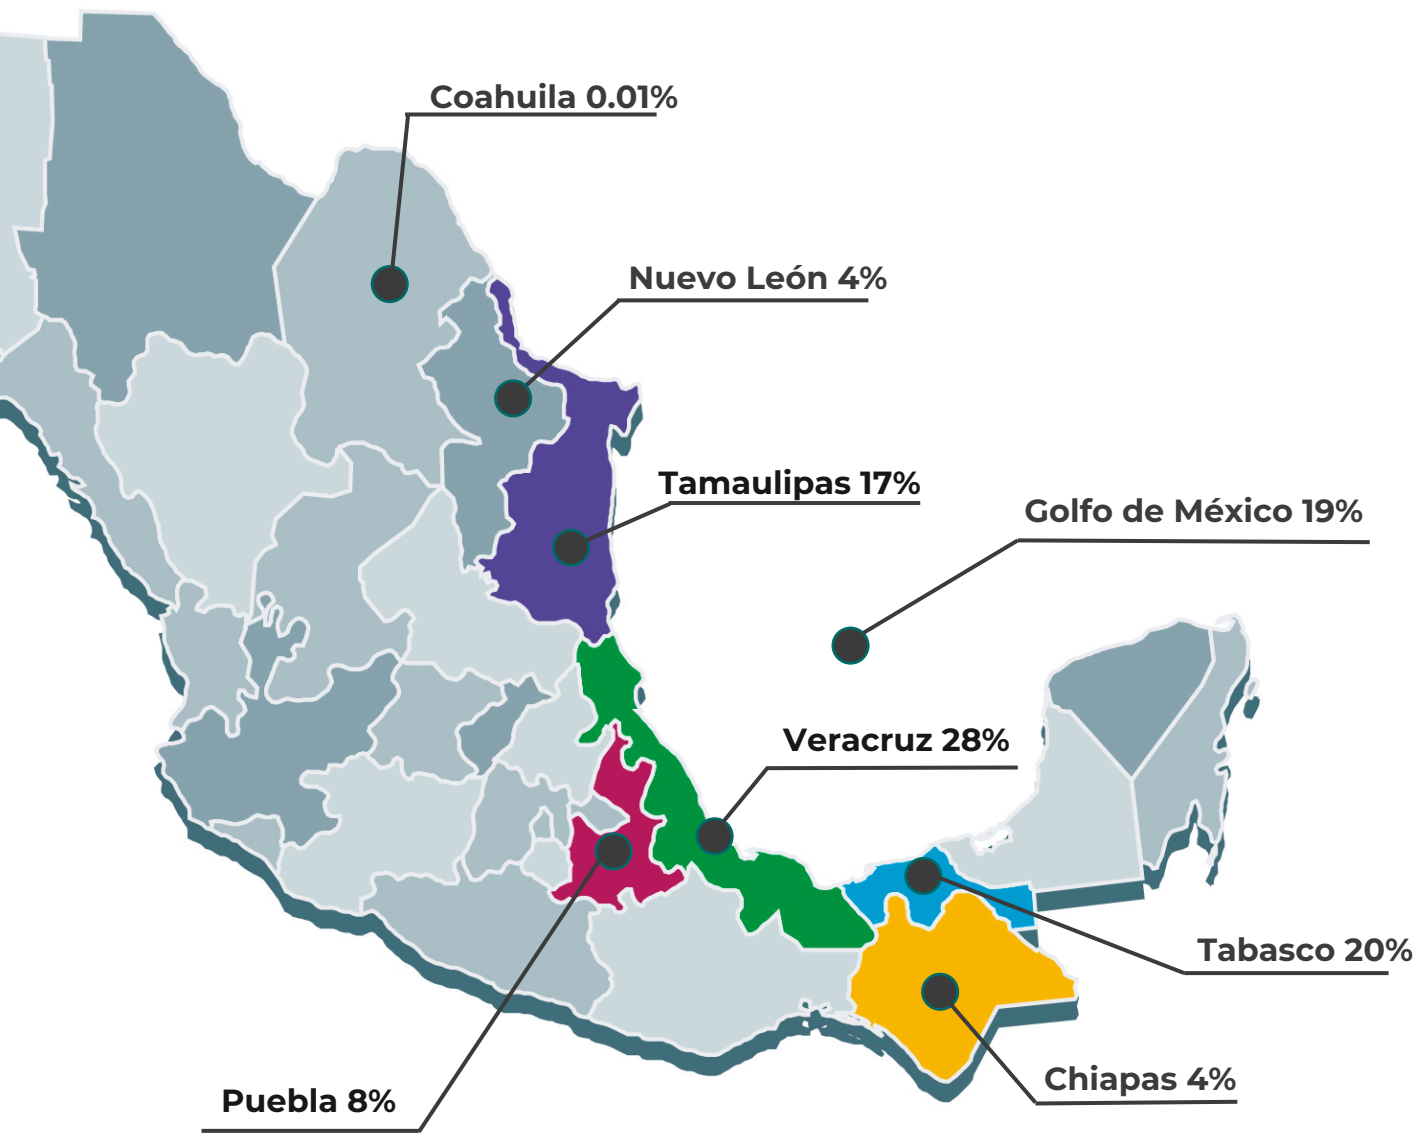 Coahuila 0.01%
Nuevo León 4%
Tamaulipas 17%
Golfo de México 19%
Veracruz 28%
Tabasco 20%
Chiapas 4%
Puebla 8%